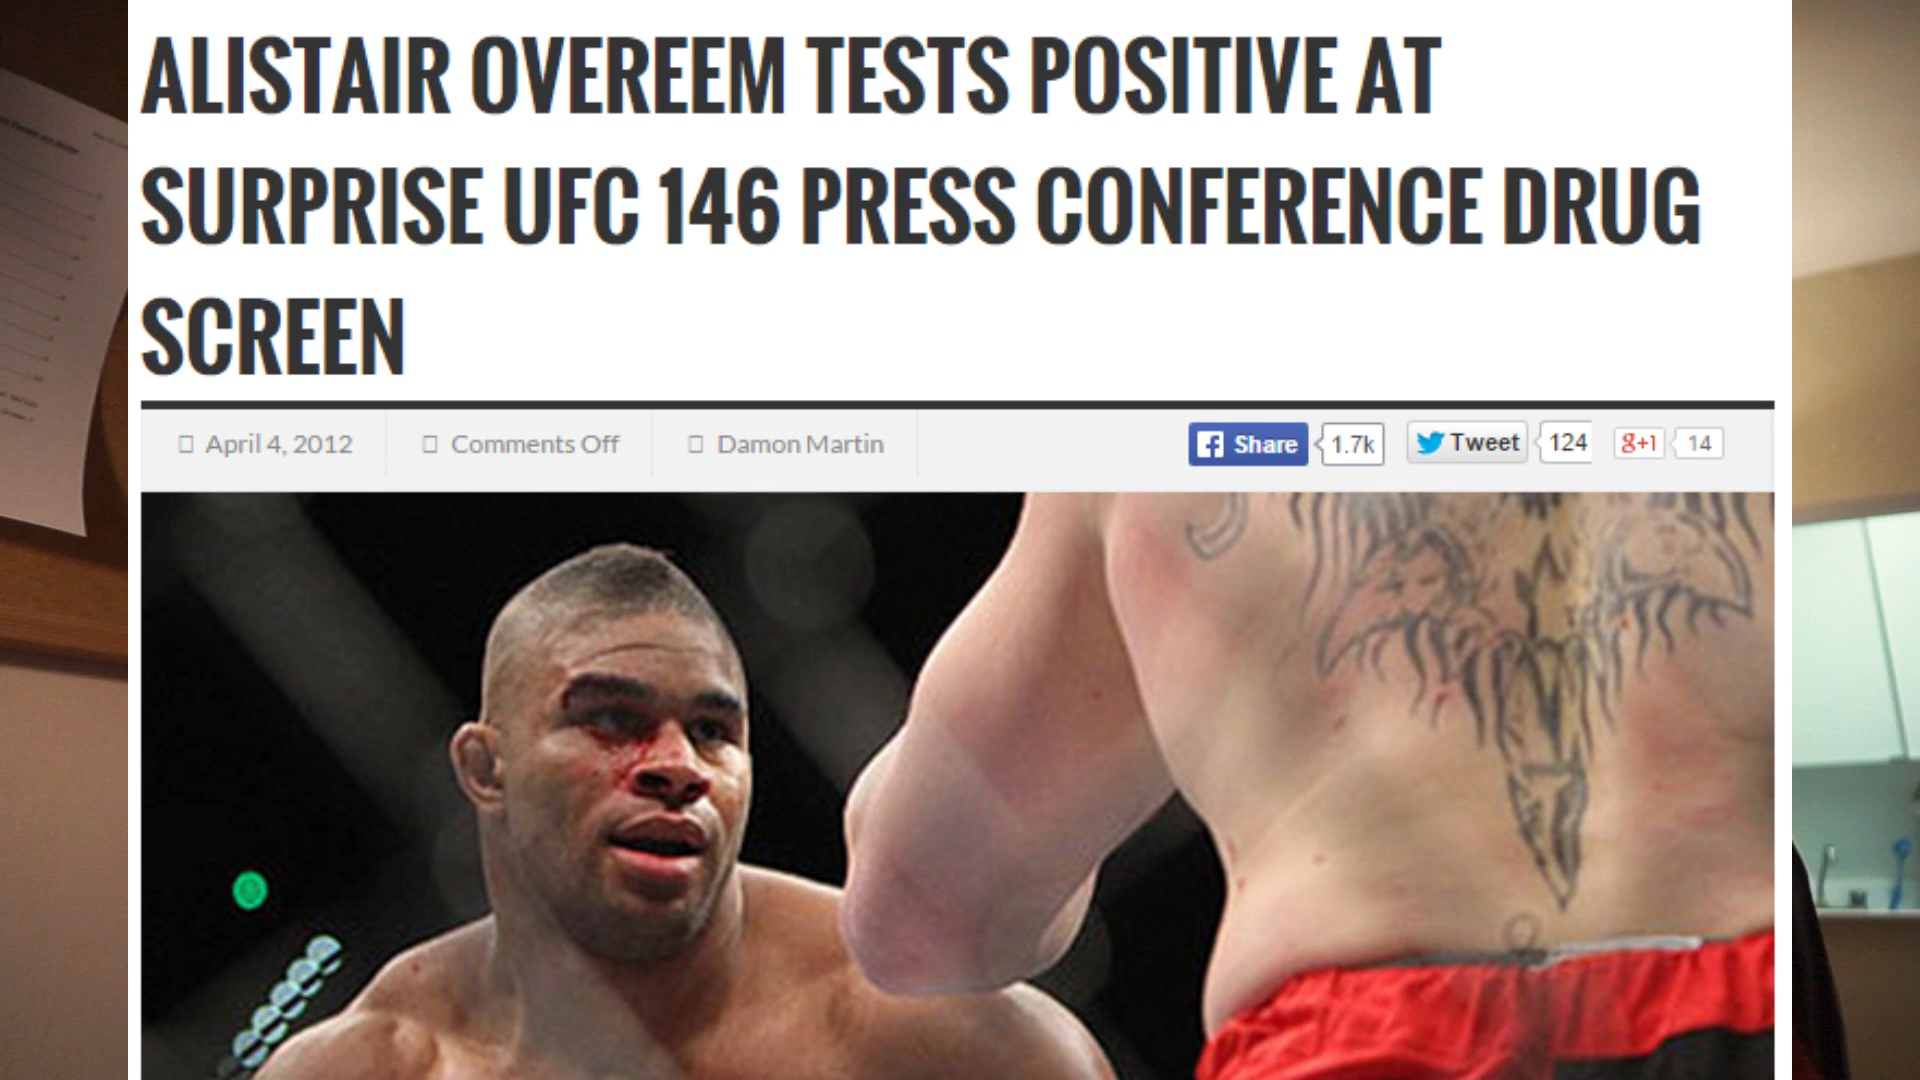 ALISTAIR OVEREEM TESTS POSITIVE AT
SURPRISE UFC 146 PRESS CONFERENCE DRUG
SCREEN
April 4, 2012 Comments Off Damon Martin Share 1.7k Tweet 124 g+1 14